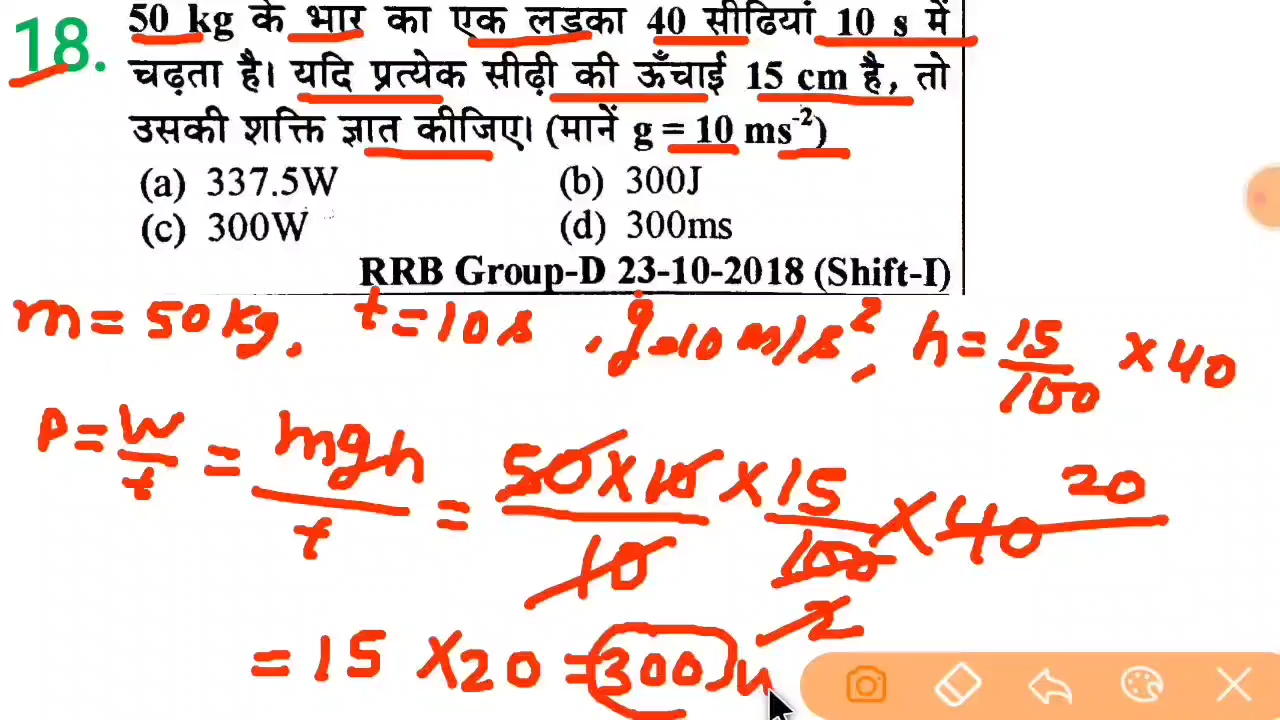 18. 50 kg के भार का एक लडका 40 सीढियां 10 s में
चढ़ता है। यदि प्रत्येक सीढ़ी की ऊँचाई 15 cm है, तो
उसकी शक्ति ज्ञात कीजिए। (मानें g = 10 ms⁻²)
(a) 337.5W (b) 300J
(c) 300W (d) 300ms
RRB Group-D 23-10-2018 (Shift-I)
m = 50 kg, t = 10 s, g = 10 m/s², h = 15/100 × 40
P = W/t = mgh/t = 50 × 10/10 × 15/100 × 40 20
2
= 15 × 20 = 300 w